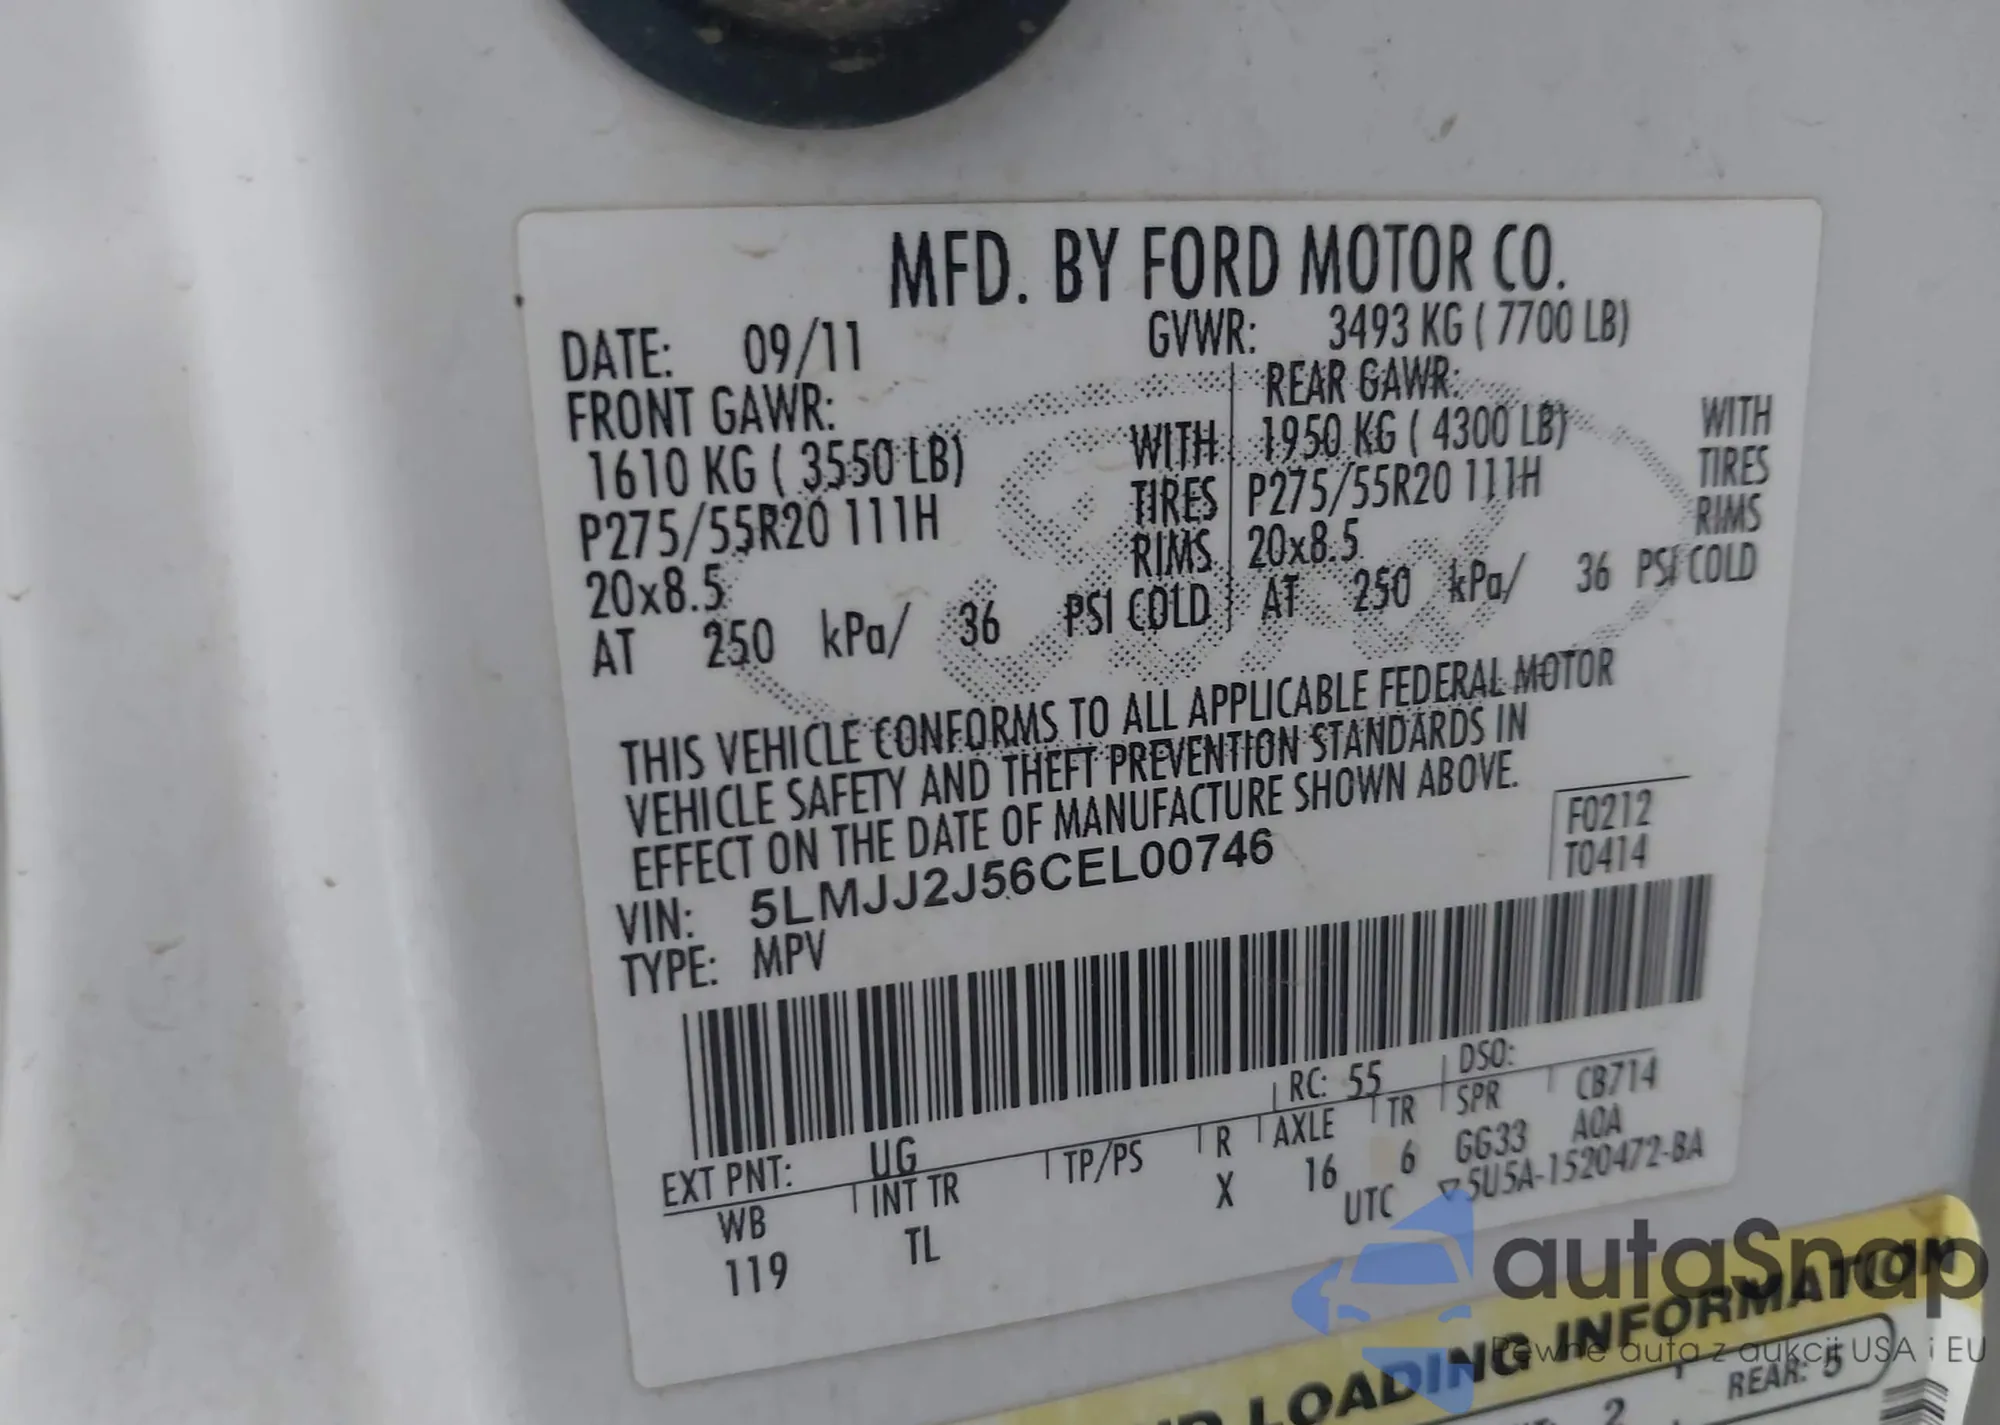 MFD. BY FORD MOTOR CO.
DATE: 09/11 GVWR: 3493 KG ( 7700 LB)
FRONT GAWR: REAR GAWR:
1610 KG ( 3550 LB) WITH 1950 KG ( 4300 LB) WITH
P275/55R20 111H TIRES P275/55R20 111H TIRES
20x8.5 RIMS 20x8.5 RIMS
AT 250 kPa/ 36 PSI COLD AT 250 kPa/ 36 PSI COLD
THIS VEHICLE CONFORMS TO ALL APPLICABLE FEDERAL MOTOR
VEHICLE SAFETY AND THEFT PREVENTION STANDARDS IN
EFFECT ON THE DATE OF MANUFACTURE SHOWN ABOVE.
F0212
VIN: 5LMJJ2J56CEL00746 T0414
TYPE: MPV
EXT PNT: UG RC: 55 DSO:
WB INT TR TP/PS R AXLE TR SPR CB714
119 TL X 16 6 GG33 AOA
UTC ▽5U5A-1520472-BA
autaSnap
Pewne auta z aukcji USA i EU
LOADING INFORMATION
2 REAR: 5